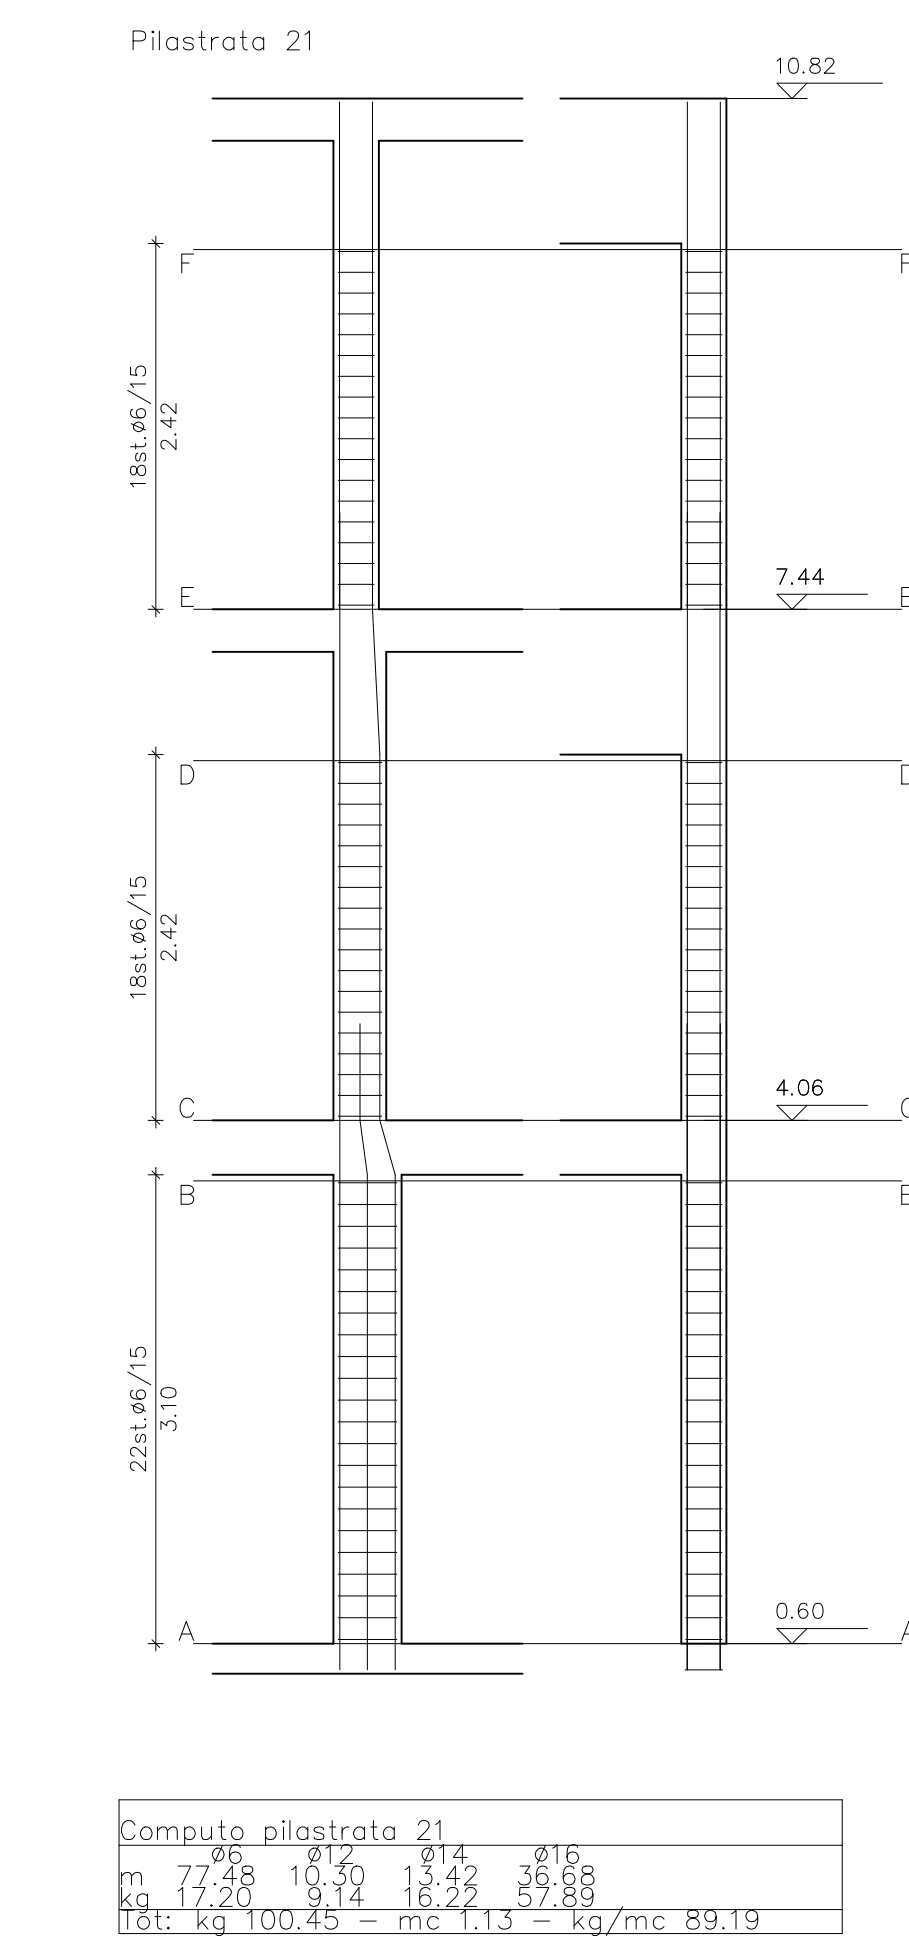 Pilastrata 21
10.82
F
F
18st.ø6/15
2.42
7.44
E
E
D
D
18st.ø6/15
2.42
4.06
C
C
B
B
22st.ø6/15
3.10
0.60
A
A
Computo pilastrata 21
ø6 ø12 ø14 ø16
m 77.48 10.30 13.42 36.68
kg 17.20 9.14 16.22 57.89
Tot: kg 100.45 – mc 1.13 – kg/mc 89.19